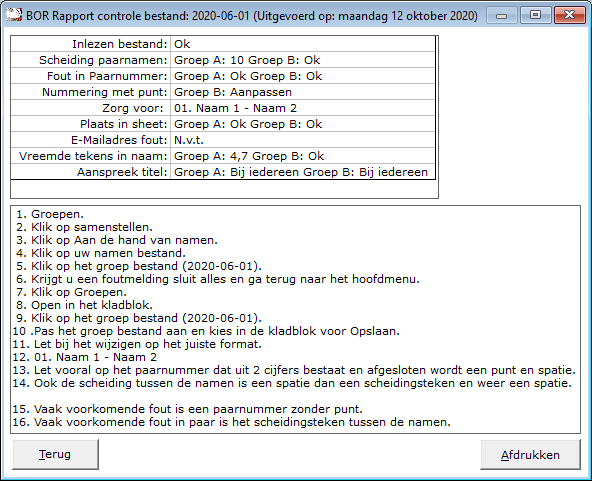 BOR Rapport controle bestand: 2020-06-01 (Uitgevoerd op: maandag 12 oktober 2020)
Inlezen bestand: Ok
Scheiding paarnamen: Groep A: 10 Groep B: Ok
Fout in Paarnummer: Groep A: Ok Groep B: Ok
Nummering met punt: Groep B: Aanpassen
Zorg voor: 01. Naam 1 - Naam 2
Plaats in sheet: Groep A: Ok Groep B: Ok
E-Mailadres fout: N.v.t.
Vreemde tekens in naam: Groep A: 4,7 Groep B: Ok
Aanspreek titel: Groep A: Bij iedereen Groep B: Bij iedereen
1. Groepen.
2. Klik op samenstellen.
3. Klik op Aan de hand van namen.
4. Klik op uw namen bestand.
5. Klik op het groep bestand (2020-06-01).
6. Krijgt u een foutmelding sluit alles en ga terug naar het hoofdmenu.
7. Klik op Groepen.
8. Open in het kladblok.
9. Klik op het groep bestand (2020-06-01).
10 .Pas het groep bestand aan en kies in de kladblok voor Opslaan.
11. Let bij het wijzigen op het juiste format.
12. 01. Naam 1 - Naam 2
13. Let vooral op het paarnummer dat uit 2 cijfers bestaat en afgesloten wordt een punt en spatie.
14. Ook de scheiding tussen de namen is een spatie dan een scheidingsteken en weer een spatie.
15. Vaak voorkomende fout is een paarnummer zonder punt.
16. Vaak voorkomende fout in paar is het scheidingsteken tussen de namen.
Terug
Afdrukken